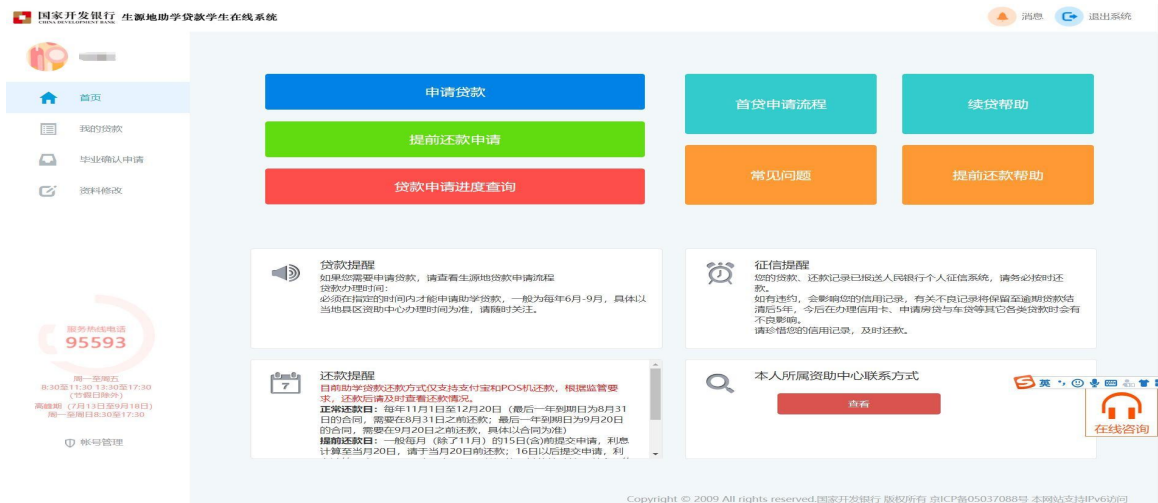 国家开发银行 生源地助学贷款学生在线系统
CHINA DEVELOPMENT BANK
消息
退出系统
首页
我的贷款
毕业确认申请
资料修改
服务热线电话
95593
周一至周五
8:30至11:30 13:30至17:30
(节假日除外)
高峰期 (7月13日至9月18日)
周一至周日8:30至17:30
帐号管理
申请贷款
提前还款申请
贷款申请进度查询
首贷申请流程
续贷帮助
常见问题
提前还款帮助
贷款提醒
如果您需要申请贷款，请查看生源地贷款申请流程
贷款办理时间：
必须在指定的时间内才能申请助学贷款，一般为每年6月-9月，具体以
当地县区资助中心办理时间为准，请随时关注。
征信提醒
您的贷款、还款记录已报送人民银行个人征信系统，请务必按时还
款。
如有违约，会影响您的信用记录，有关不良记录将保留至逾期贷款结
清后5年，今后在办理信用卡、申请房贷与车贷等其它各类贷款时会有
不良影响。
请珍惜您的信用记录，及时还款。
7
还款提醒
目前助学贷款还款方式仅支持支付宝和POS机还款，根据监管要
求，还款后请及时查看还款情况。
正常还款日：每年11月1日至12月20日（最后一年到期日为8月31
日的合同，需要在8月31日之前还款；最后一年到期日为9月20日
的合同，需要在9月20日之前还款，具体以合同为准)
提前还款日：一般每月（除了11月）的15日(含)前提交申请，利息
计算至当月20日，请于当月20日前还款；16日以后提交申请，利
本人所属资助中心联系方式
查看
英
在线咨询
Copyright © 2009 All rights reserved.国家开发银行 版权所有 京ICP备05037088号 本网站支持IPv6访问